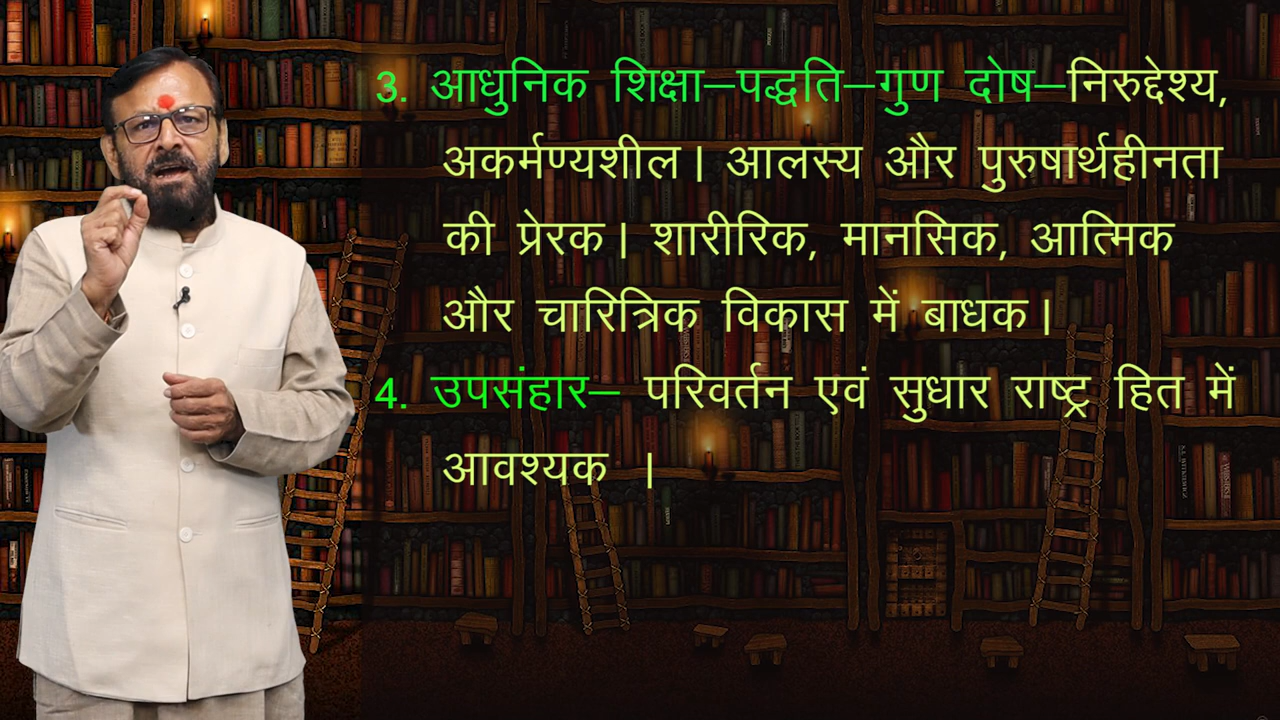 3. आधुनिक शिक्षा–पद्धति–गुण दोष–निरुद्देश्य,
अकर्मण्यशील। आलस्य और पुरुषार्थहीनता
की प्रेरक। शारीरिक, मानसिक, आत्मिक
और चारित्रिक विकास में बाधक।
4. उपसंहार– परिवर्तन एवं सुधार राष्ट्र हित में
आवश्यक ।